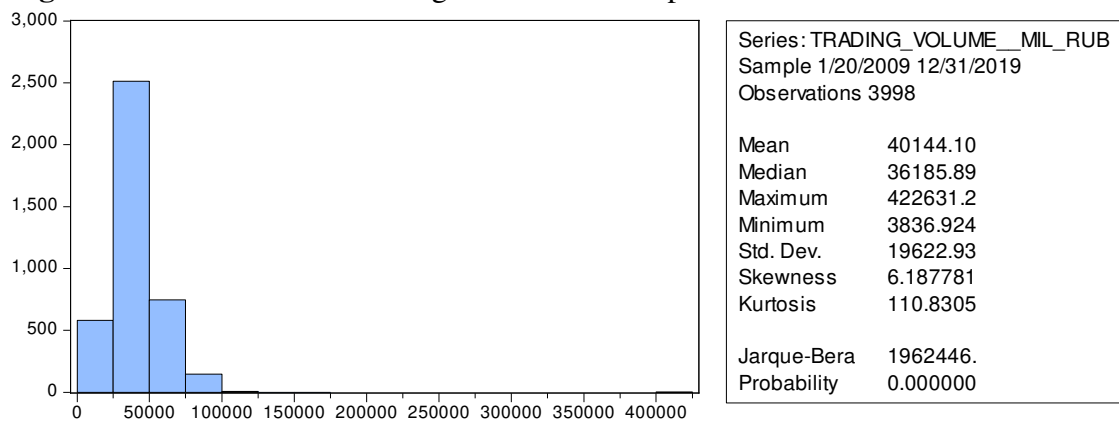 3,000
2,500
2,000
1,500
1,000
500
0
0 50000 100000 150000 200000 250000 300000 350000 400000
Series: TRADING_VOLUME__MIL_RUB
Sample 1/20/2009 12/31/2019
Observations 3998
Mean 40144.10
Median 36185.89
Maximum 422631.2
Minimum 3836.924
Std. Dev. 19622.93
Skewness 6.187781
Kurtosis 110.8305
Jarque-Bera 1962446.
Probability 0.000000